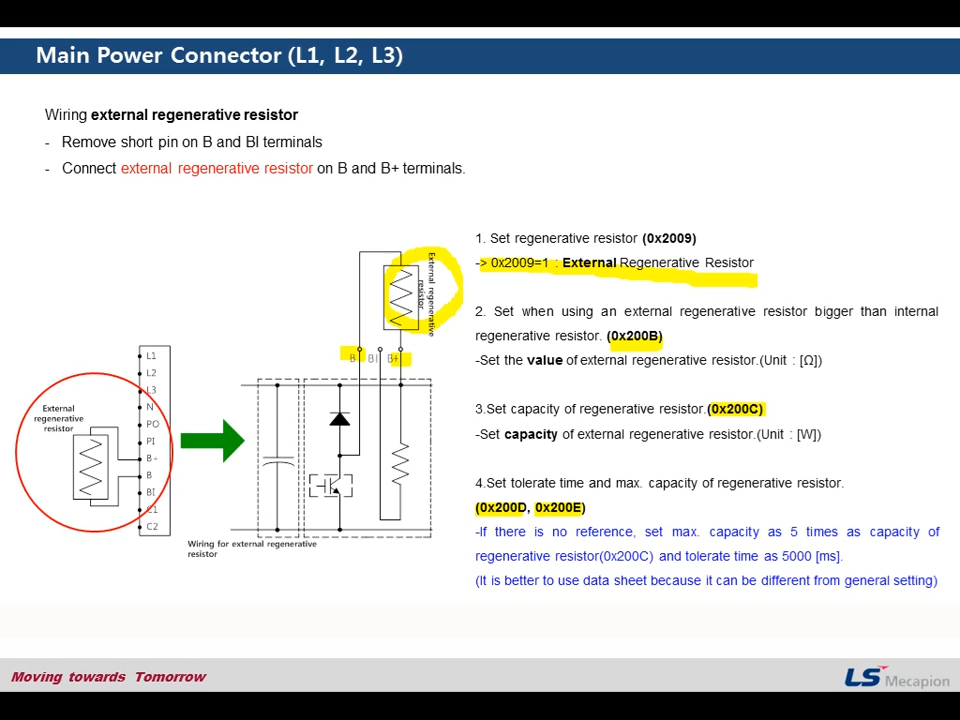 Main Power Connector (L1, L2, L3)
Wiring external regenerative resistor
- Remove short pin on B and BI terminals
- Connect external regenerative resistor on B and B+ terminals.
1. Set regenerative resistor (0x2009)
-> 0x2009=1 : External Regenerative Resistor
2. Set when using an external regenerative resistor bigger than internal
regenerative resistor. (0x200B)
-Set the value of external regenerative resistor.(Unit : [Ω])
3.Set capacity of regenerative resistor.(0x200C)
-Set capacity of external regenerative resistor.(Unit : [W])
4.Set tolerate time and max. capacity of regenerative resistor.
(0x200D, 0x200E)
-If there is no reference, set max. capacity as 5 times as capacity of
regenerative resistor(0x200C) and tolerate time as 5000 [ms].
(It is better to use data sheet because it can be different from general setting)
External regenerative
resistor
B BI B+
L1
L2
L3
N
PO
PI
B+
B
BI
C1
C2
External
regenerative
resistor
Wiring for external regenerative
resistor
Moving towards Tomorrow
LS Mecapion